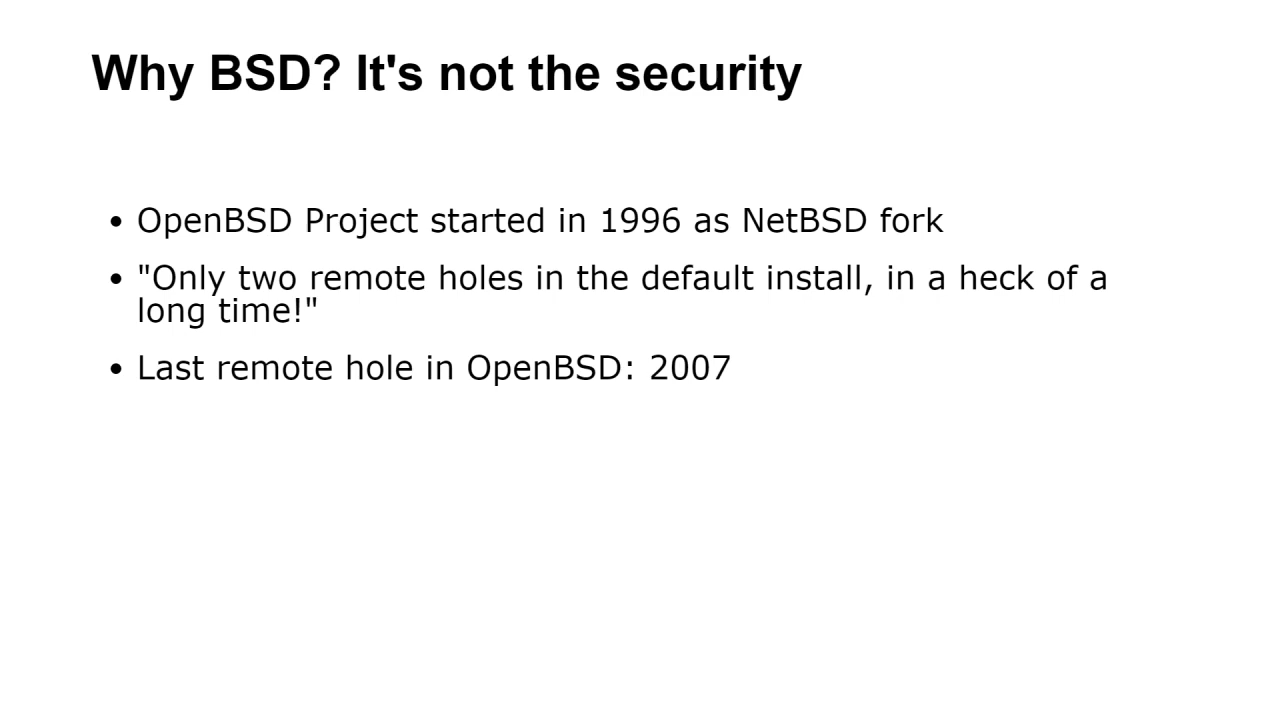 Why BSD? It's not the security
• OpenBSD Project started in 1996 as NetBSD fork
• "Only two remote holes in the default install, in a heck of a
long time!"
• Last remote hole in OpenBSD: 2007